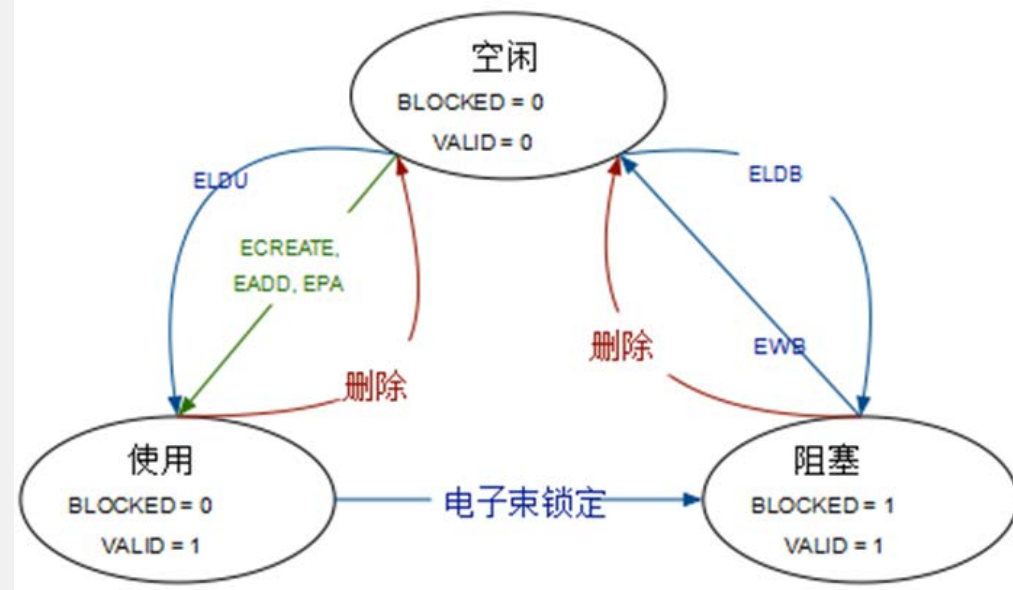 空闲
BLOCKED = 0
VALID = 0
ELDU
ELDB
ECREATE,
EADD, EPA
删除
EWB
删除
使用
BLOCKED = 0
VALID = 1
电子束锁定
阻塞
BLOCKED = 1
VALID = 1